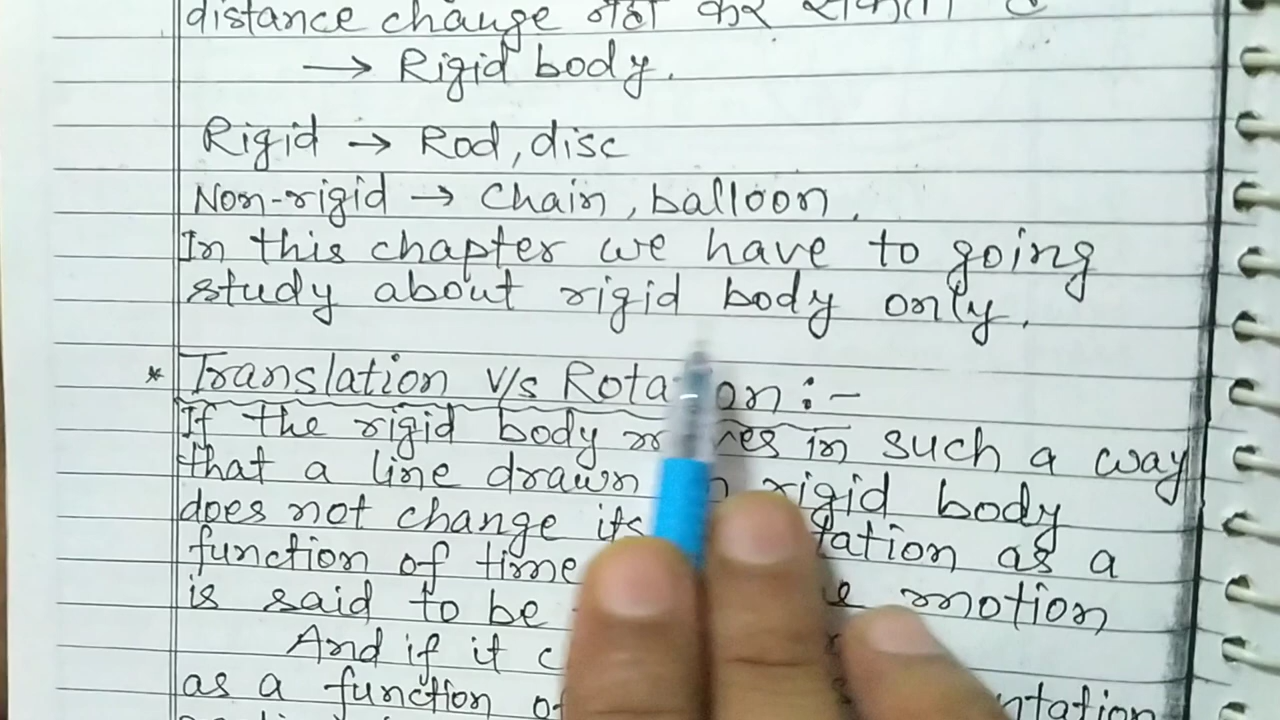 distance change नहीं कर
→ Rigid body.
Rigid → Rod, disc
Non-rigid → Chain, balloon.
In this chapter we have to going
study about rigid body only.
* Translation v/s Rotation :-
If the rigid body moves in such a way
that a line drawn rigid body
does not change its as a
function of time
is said to be motion
And if it
as a function